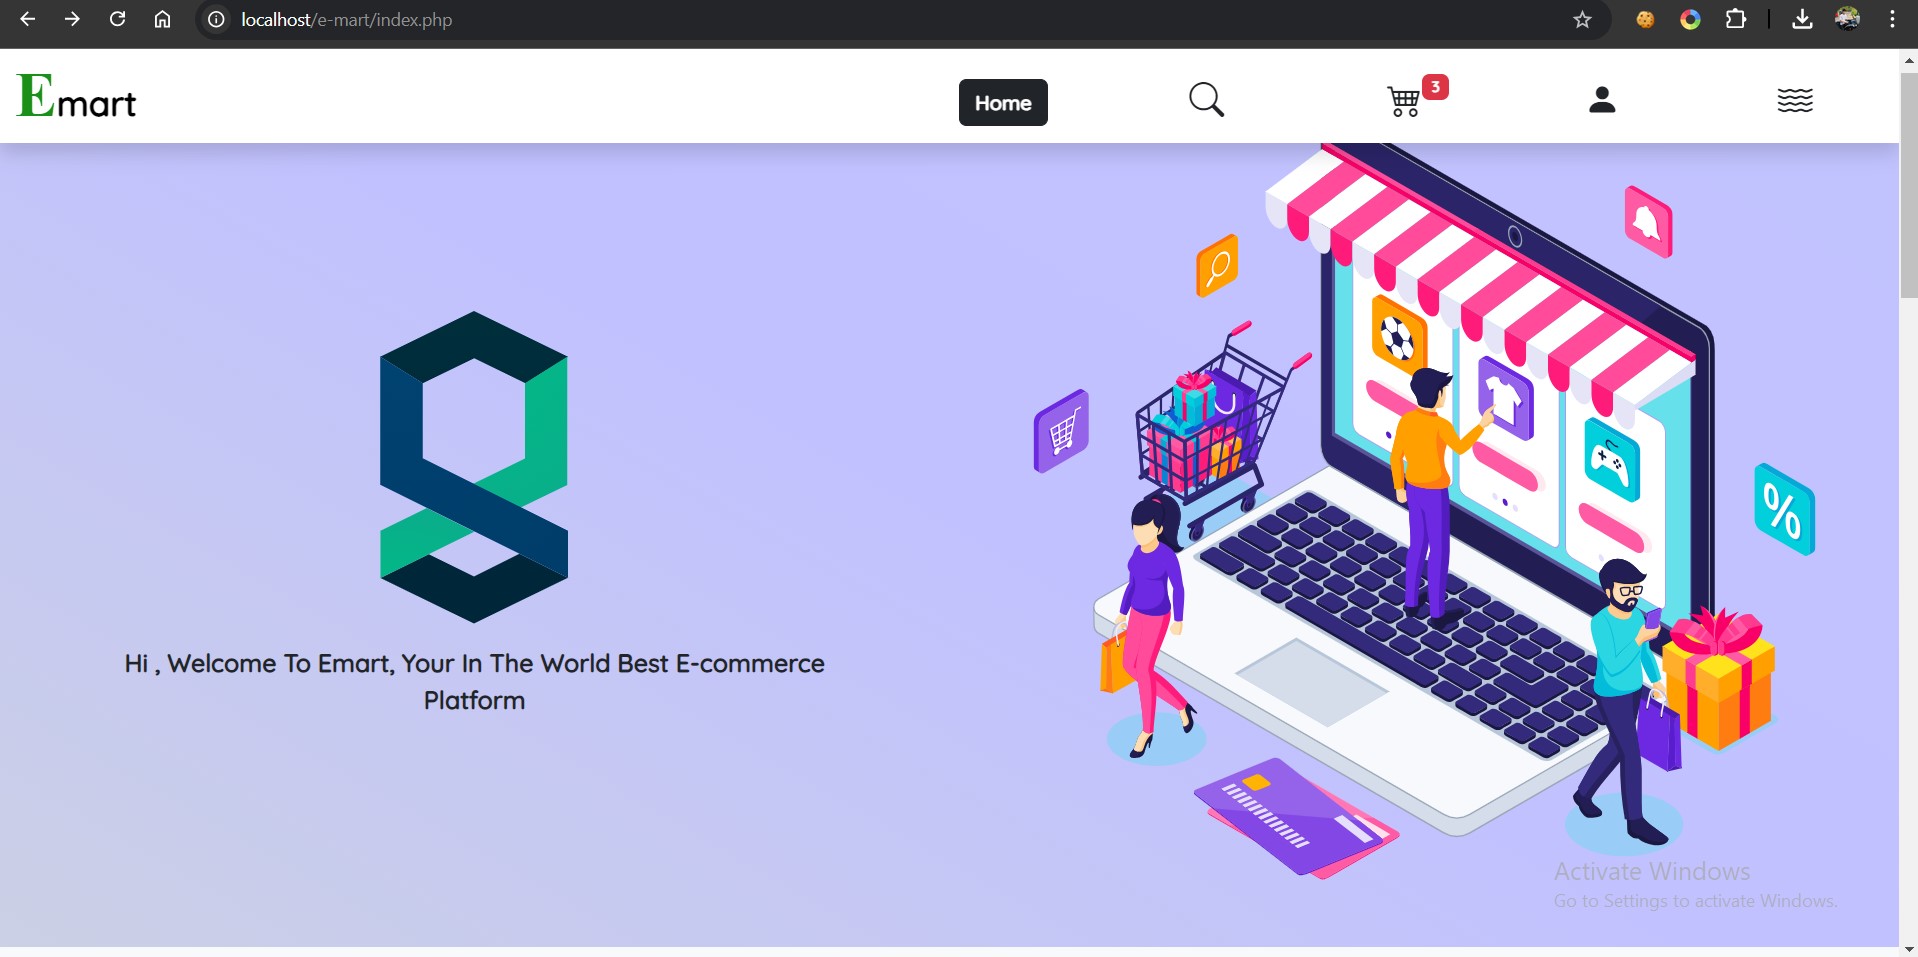 localhost/e-mart/index.php
Emart
Home
3
Hi , Welcome To Emart, Your In The World Best E-commerce
Platform
%
Activate Windows
Go to Settings to activate Windows.